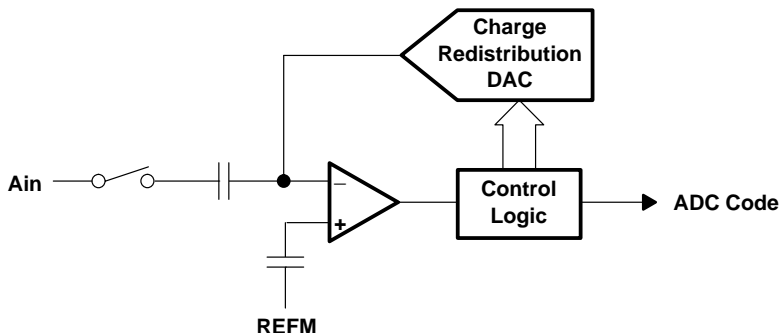 Charge
Redistribution
DAC
Ain
−
+
Control
Logic
ADC Code
REFM